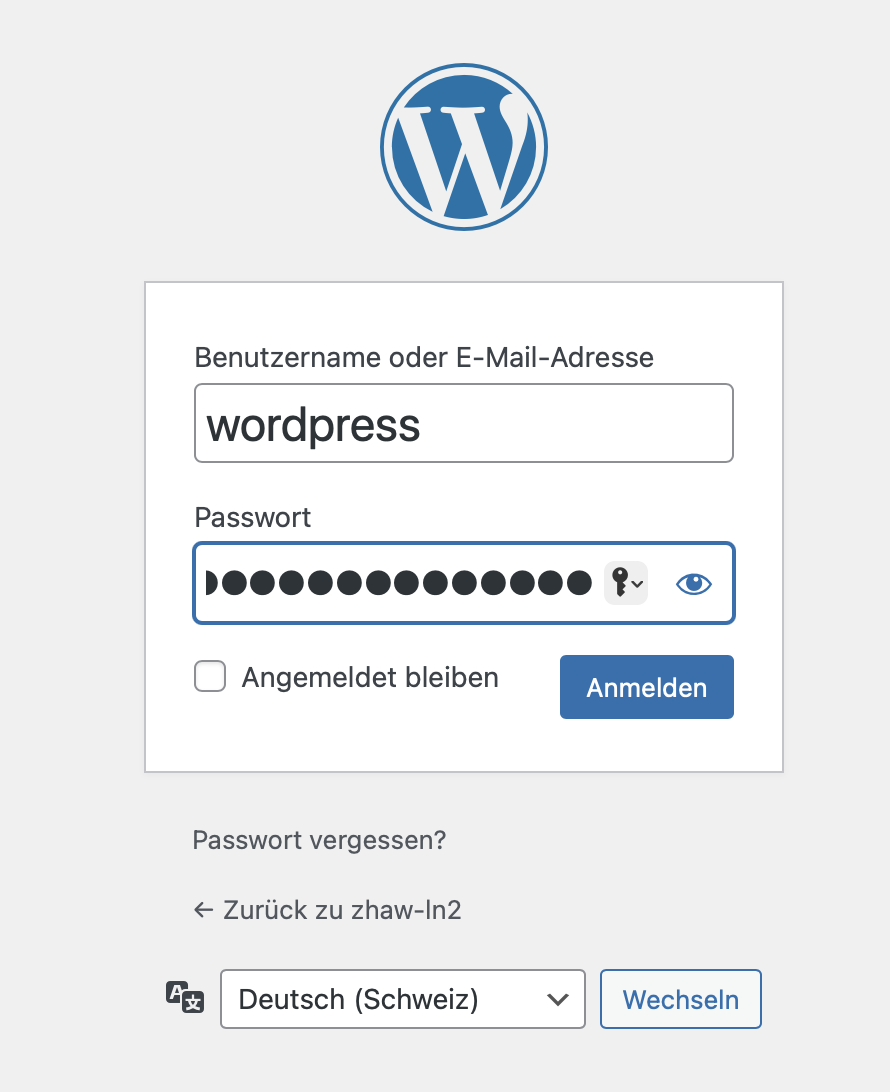 Benutzername oder E-Mail-Adresse
wordpress
Passwort
Angemeldet bleiben
Anmelden
Passwort vergessen?
← Zurück zu zhaw-ln2
Deutsch (Schweiz)
Wechseln